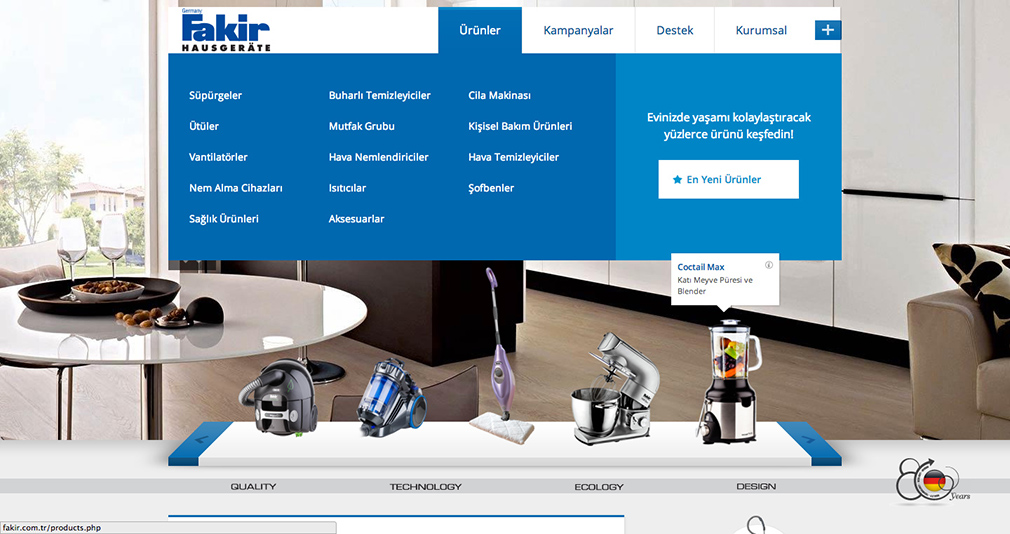 Germany
Fakir
HAUSGERÄTE
Ürünler
Kampanyalar
Destek
Kurumsal
+
Süpürgeler
Buharlı Temizleyiciler
Cila Makinası
Ütüler
Mutfak Grubu
Kişisel Bakım Ürünleri
Vantilatörler
Hava Nemlendiriciler
Hava Temizleyiciler
Nem Alma Cihazları
Isıtıcılar
Şofbenler
Sağlık Ürünleri
Aksesuarlar
Evinizde yaşamı kolaylaştıracak
yüzlerce ürünü keşfedin!
En Yeni Ürünler
Coctail Max
Katı Meyve Püresi ve
Blender
QUALITY
TECHNOLOGY
ECOLOGY
DESIGN
80
years
fakir.com.tr/products.php